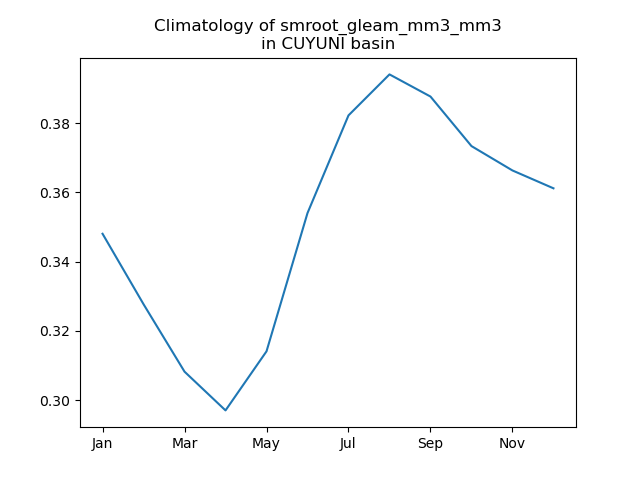 Climatology of smroot_gleam_mm3_mm3
in CUYUNI basin
0.38
0.36
0.34
0.32
0.30
Jan Mar May Jul Sep Nov